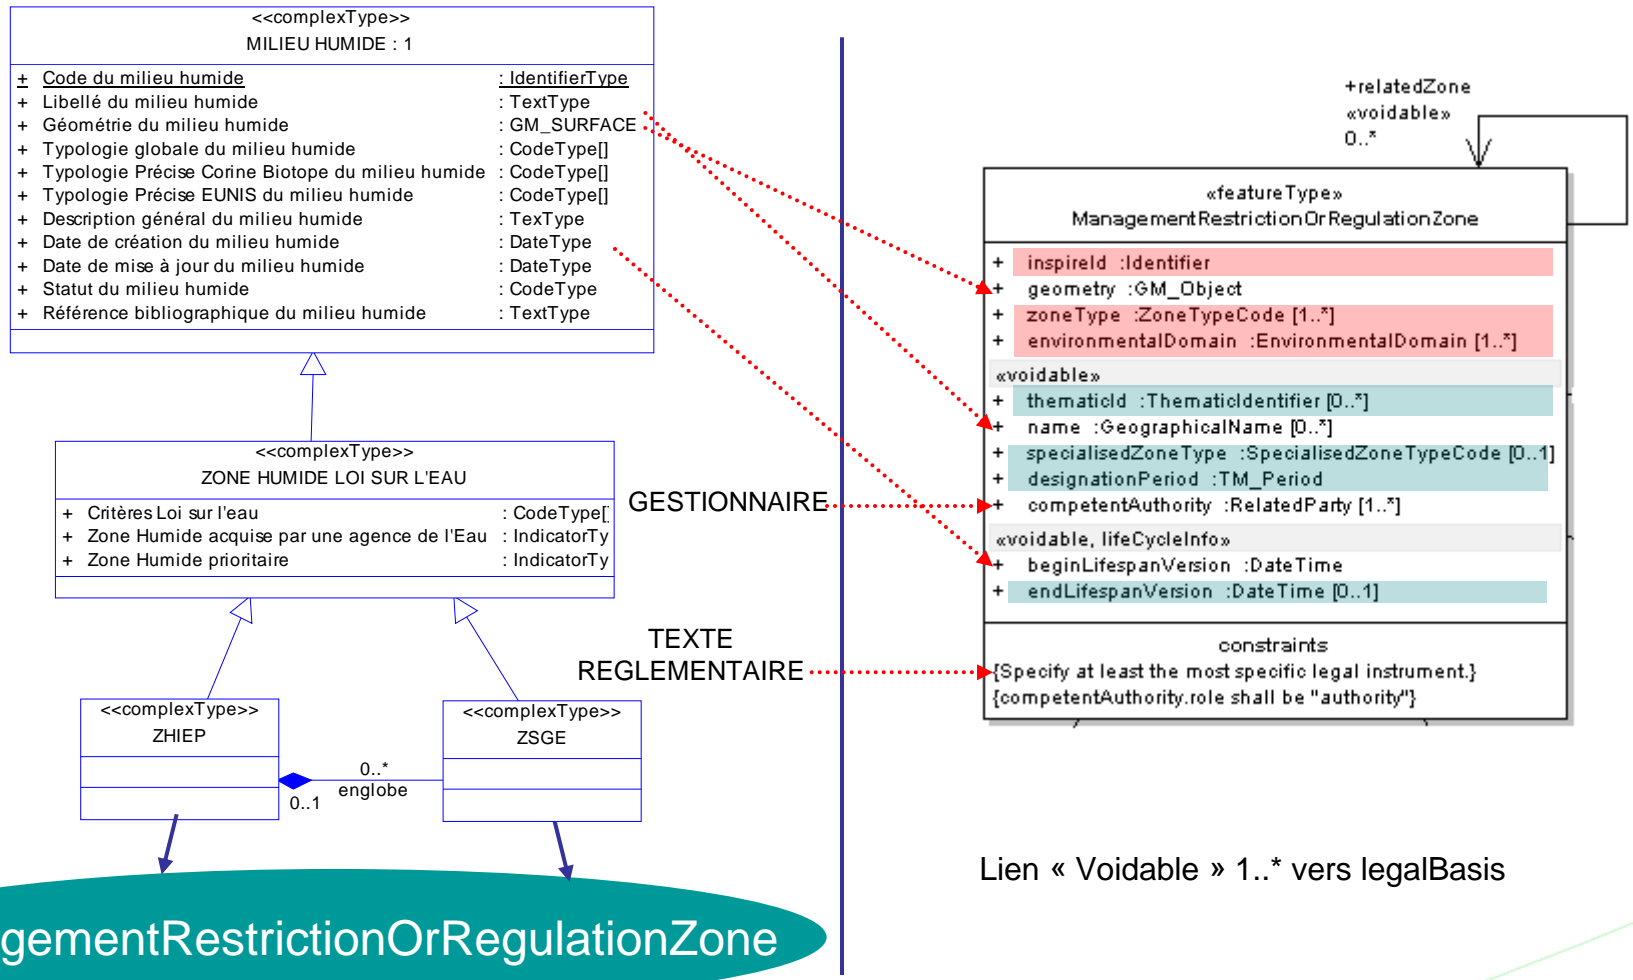 <<complexType>>
MILIEU HUMIDE : 1
+ Code du milieu humide : IdentifierType
+ Libellé du milieu humide : TextType
+ Géométrie du milieu humide : GM_SURFACE
+ Typologie globale du milieu humide : CodeType[]
+ Typologie Précise Corine Biotope du milieu humide : CodeType[]
+ Typologie Précise EUNIS du milieu humide : CodeType[]
+ Description général du milieu humide : TexType
+ Date de création du milieu humide : DateType
+ Date de mise à jour du milieu humide : DateType
+ Statut du milieu humide : CodeType
+ Référence bibliographique du milieu humide : TextType
<<complexType>>
ZONE HUMIDE LOI SUR L'EAU
+ Critères Loi sur l'eau : CodeType[]
+ Zone Humide acquise par une agence de l'Eau : IndicatorTy
+ Zone Humide prioritaire : IndicatorTy
<<complexType>>
ZHIEP
<<complexType>>
ZSGE
0..*
englobe
0..1
gementRestrictionOrRegulationZone
GESTIONNAIRE
TEXTE
REGLEMENTAIRE
+relatedZone
«voidable»
0..*
«featureType»
ManagementRestrictionOrRegulationZone
+ inspireId :Identifier
+ geometry :GM_Object
+ zoneType :ZoneTypeCode [1..*]
+ environmentalDomain :EnvironmentalDomain [1..*]
«voidable»
+ thematicId :ThematicIdentifier [0..*]
+ name :GeographicalName [0..*]
+ specialisedZoneType :SpecialisedZoneTypeCode [0..1]
+ designationPeriod :TM_Period
+ competentAuthority :RelatedParty [1..*]
«voidable, lifeCycleInfo»
+ beginLifespanVersion :DateTime
+ endLifespanVersion :DateTime [0..1]
constraints
{Specify at least the most specific legal instrument.}
{competentAuthority.role shall be "authority"}
Lien « Voidable » 1..* vers legalBasis